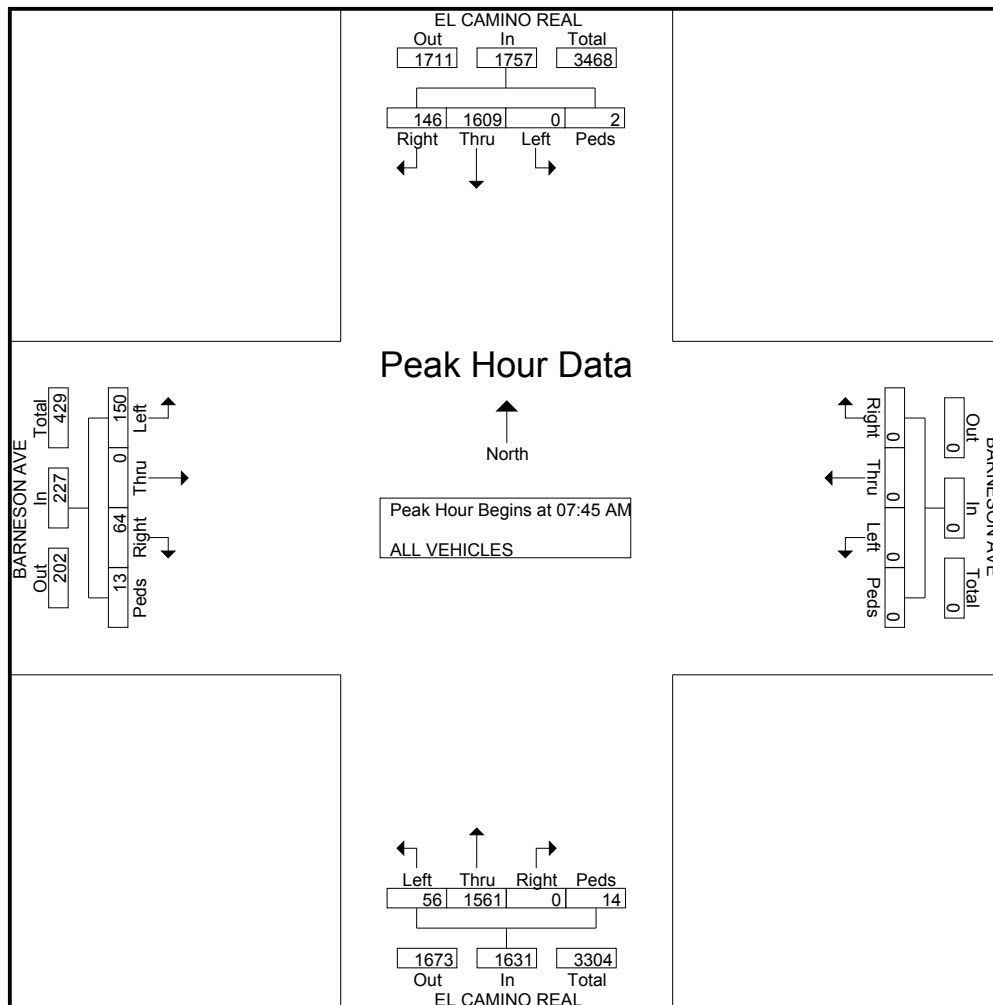 EL CAMINO REAL
Out In Total
1711 1757 3468
146 1609 0 2
Right Thru Left Peds
Peak Hour Data
North
Peak Hour Begins at 07:45 AM
ALL VEHICLES
BARNESON AVE
Total In Out
429 227 202
150 0 64 13
Left Thru Right Peds
Right Thru Left Peds
0 0 0 0
Out In Total
0 0 0
BARNESON AVE
Left Thru Right Peds
56 1561 0 14
1673 1631 3304
Out In Total
EL CAMINO REAL